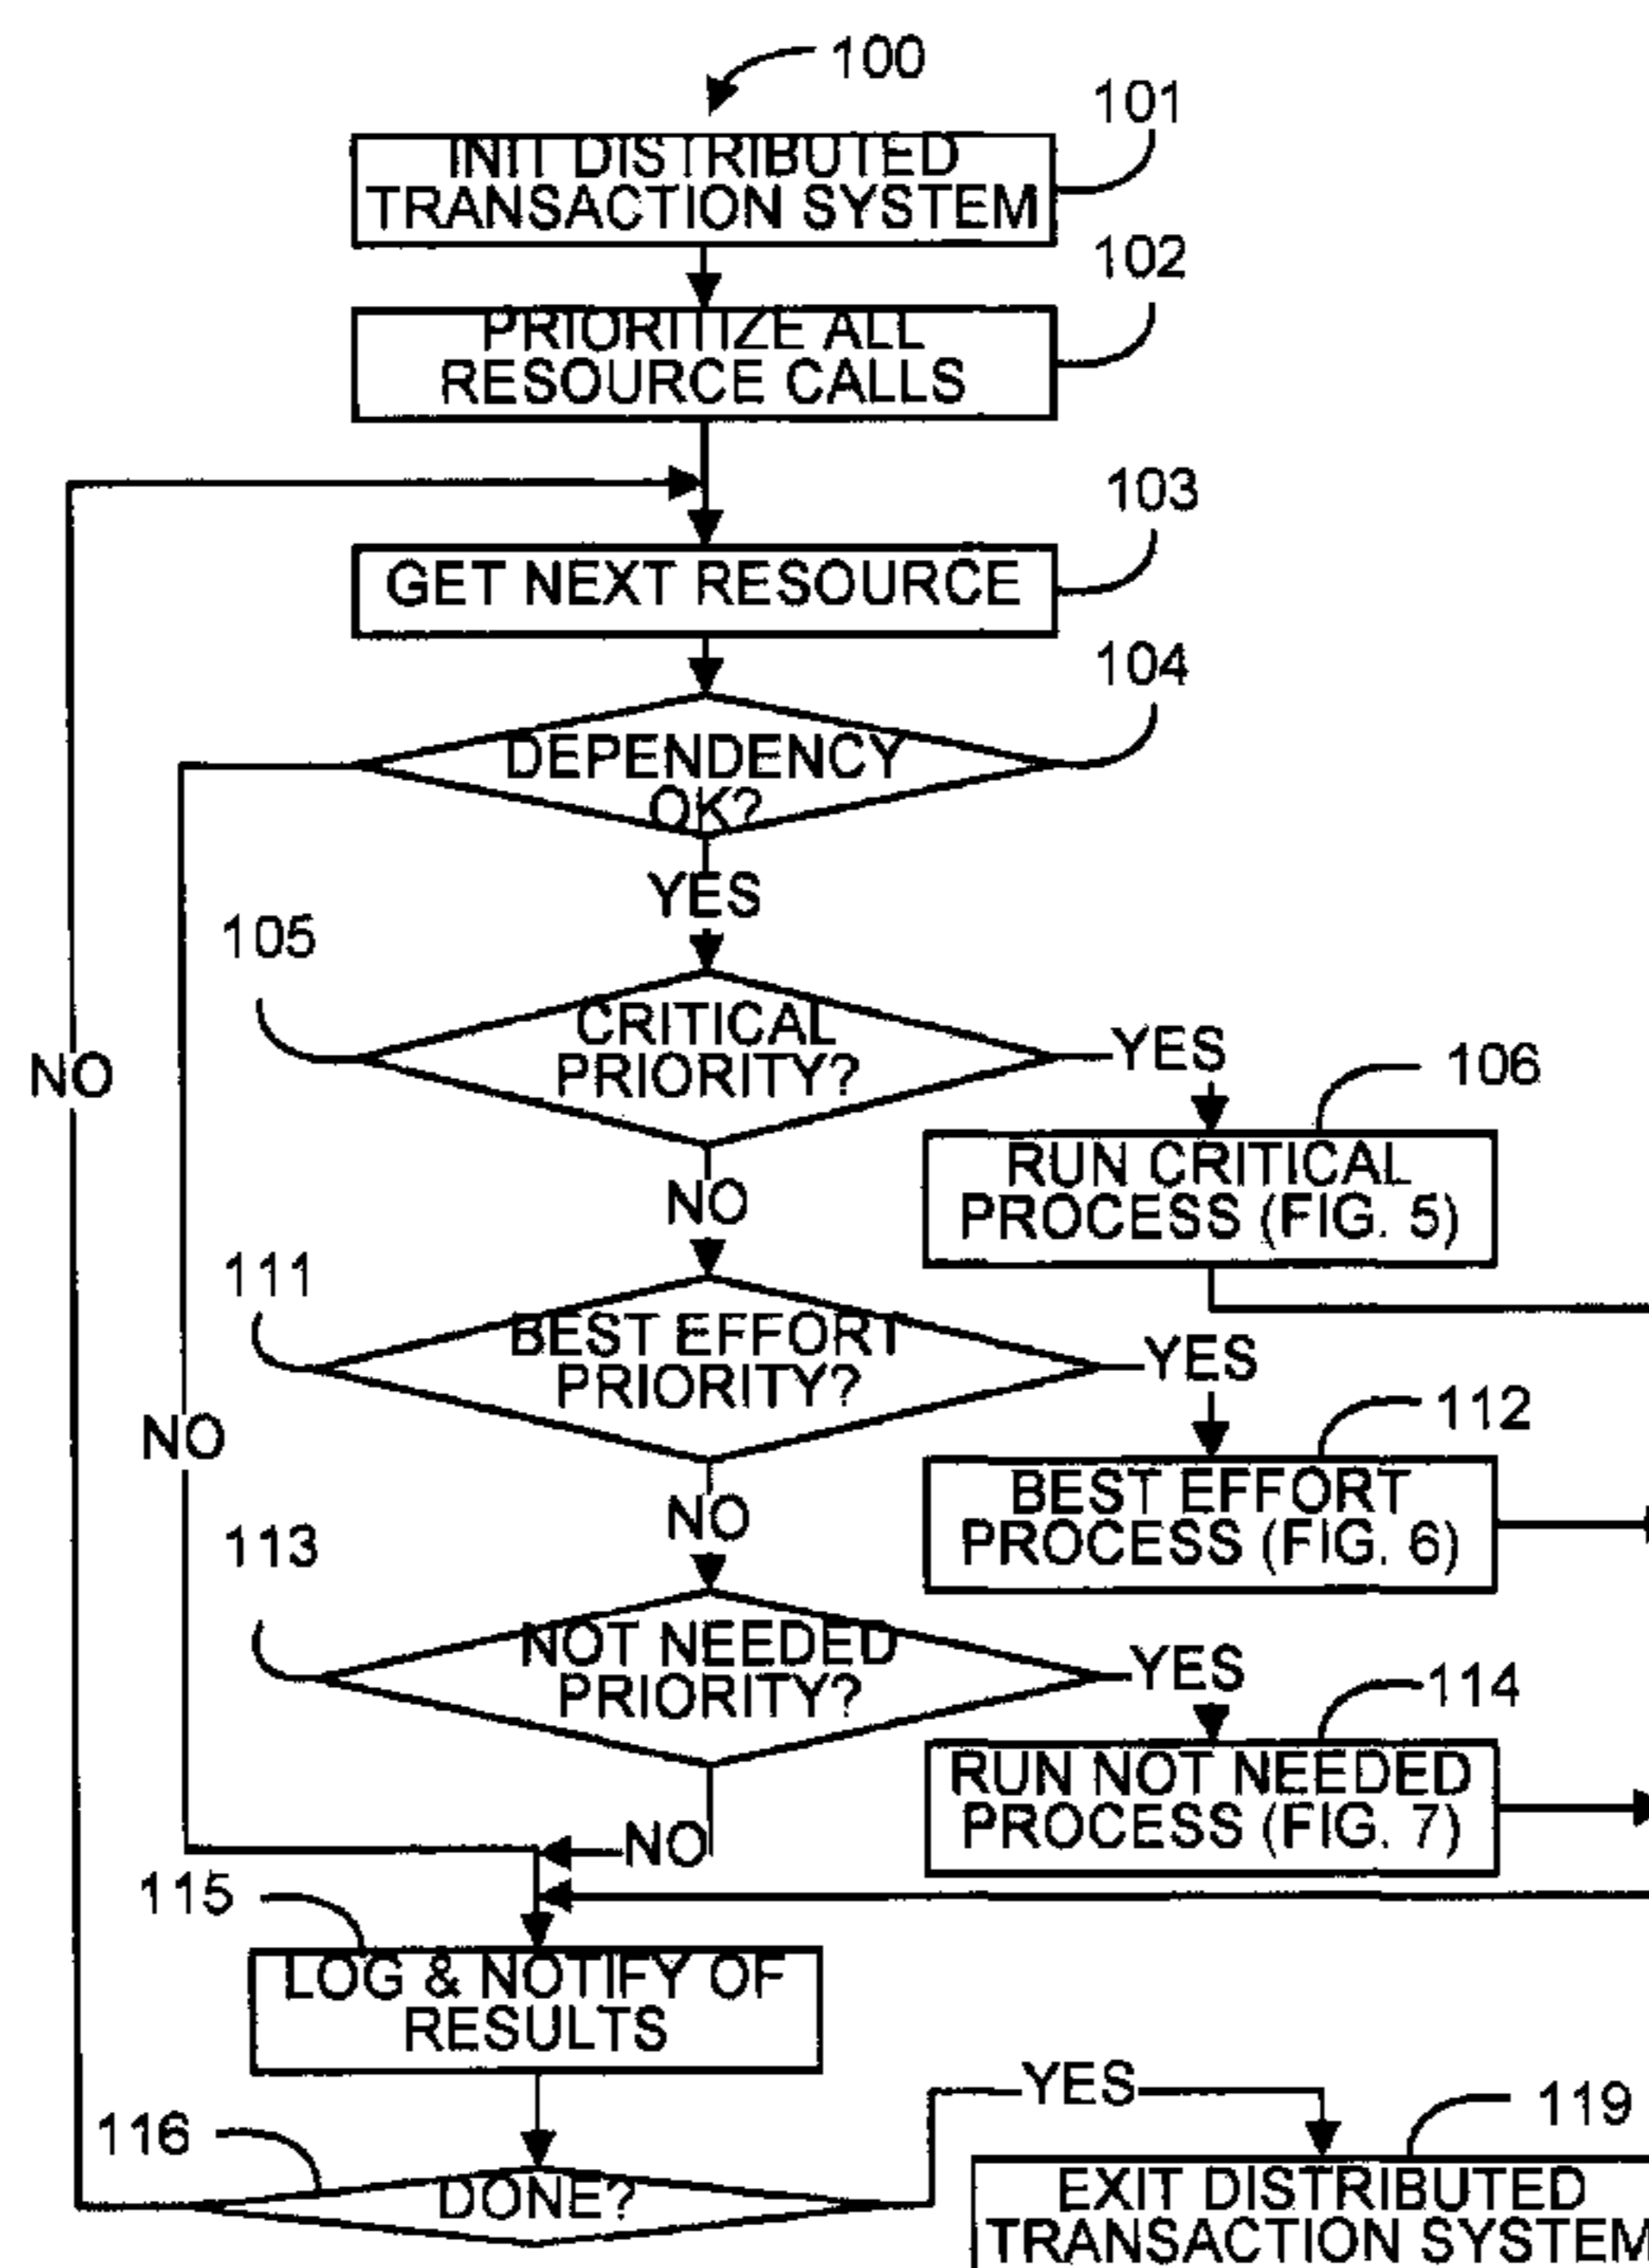 100
101
INIT DISTRIBUTED
TRANSACTION SYSTEM
102
PRIORITIZE ALL
RESOURCE CALLS
103
GET NEXT RESOURCE
104
DEPENDENCY
OK?
YES
105
CRITICAL
PRIORITY?
YES
NO
106
RUN CRITICAL
PROCESS (FIG. 5)
NO
111
BEST EFFORT
PRIORITY?
YES
112
NO
BEST EFFORT
PROCESS (FIG. 6)
NO
113
NOT NEEDED
PRIORITY?
YES
114
RUN NOT NEEDED
PROCESS (FIG. 7)
NO
115
LOG & NOTIFY OF
RESULTS
YES
116
119
DONE?
EXIT DISTRIBUTED
TRANSACTION SYSTEM